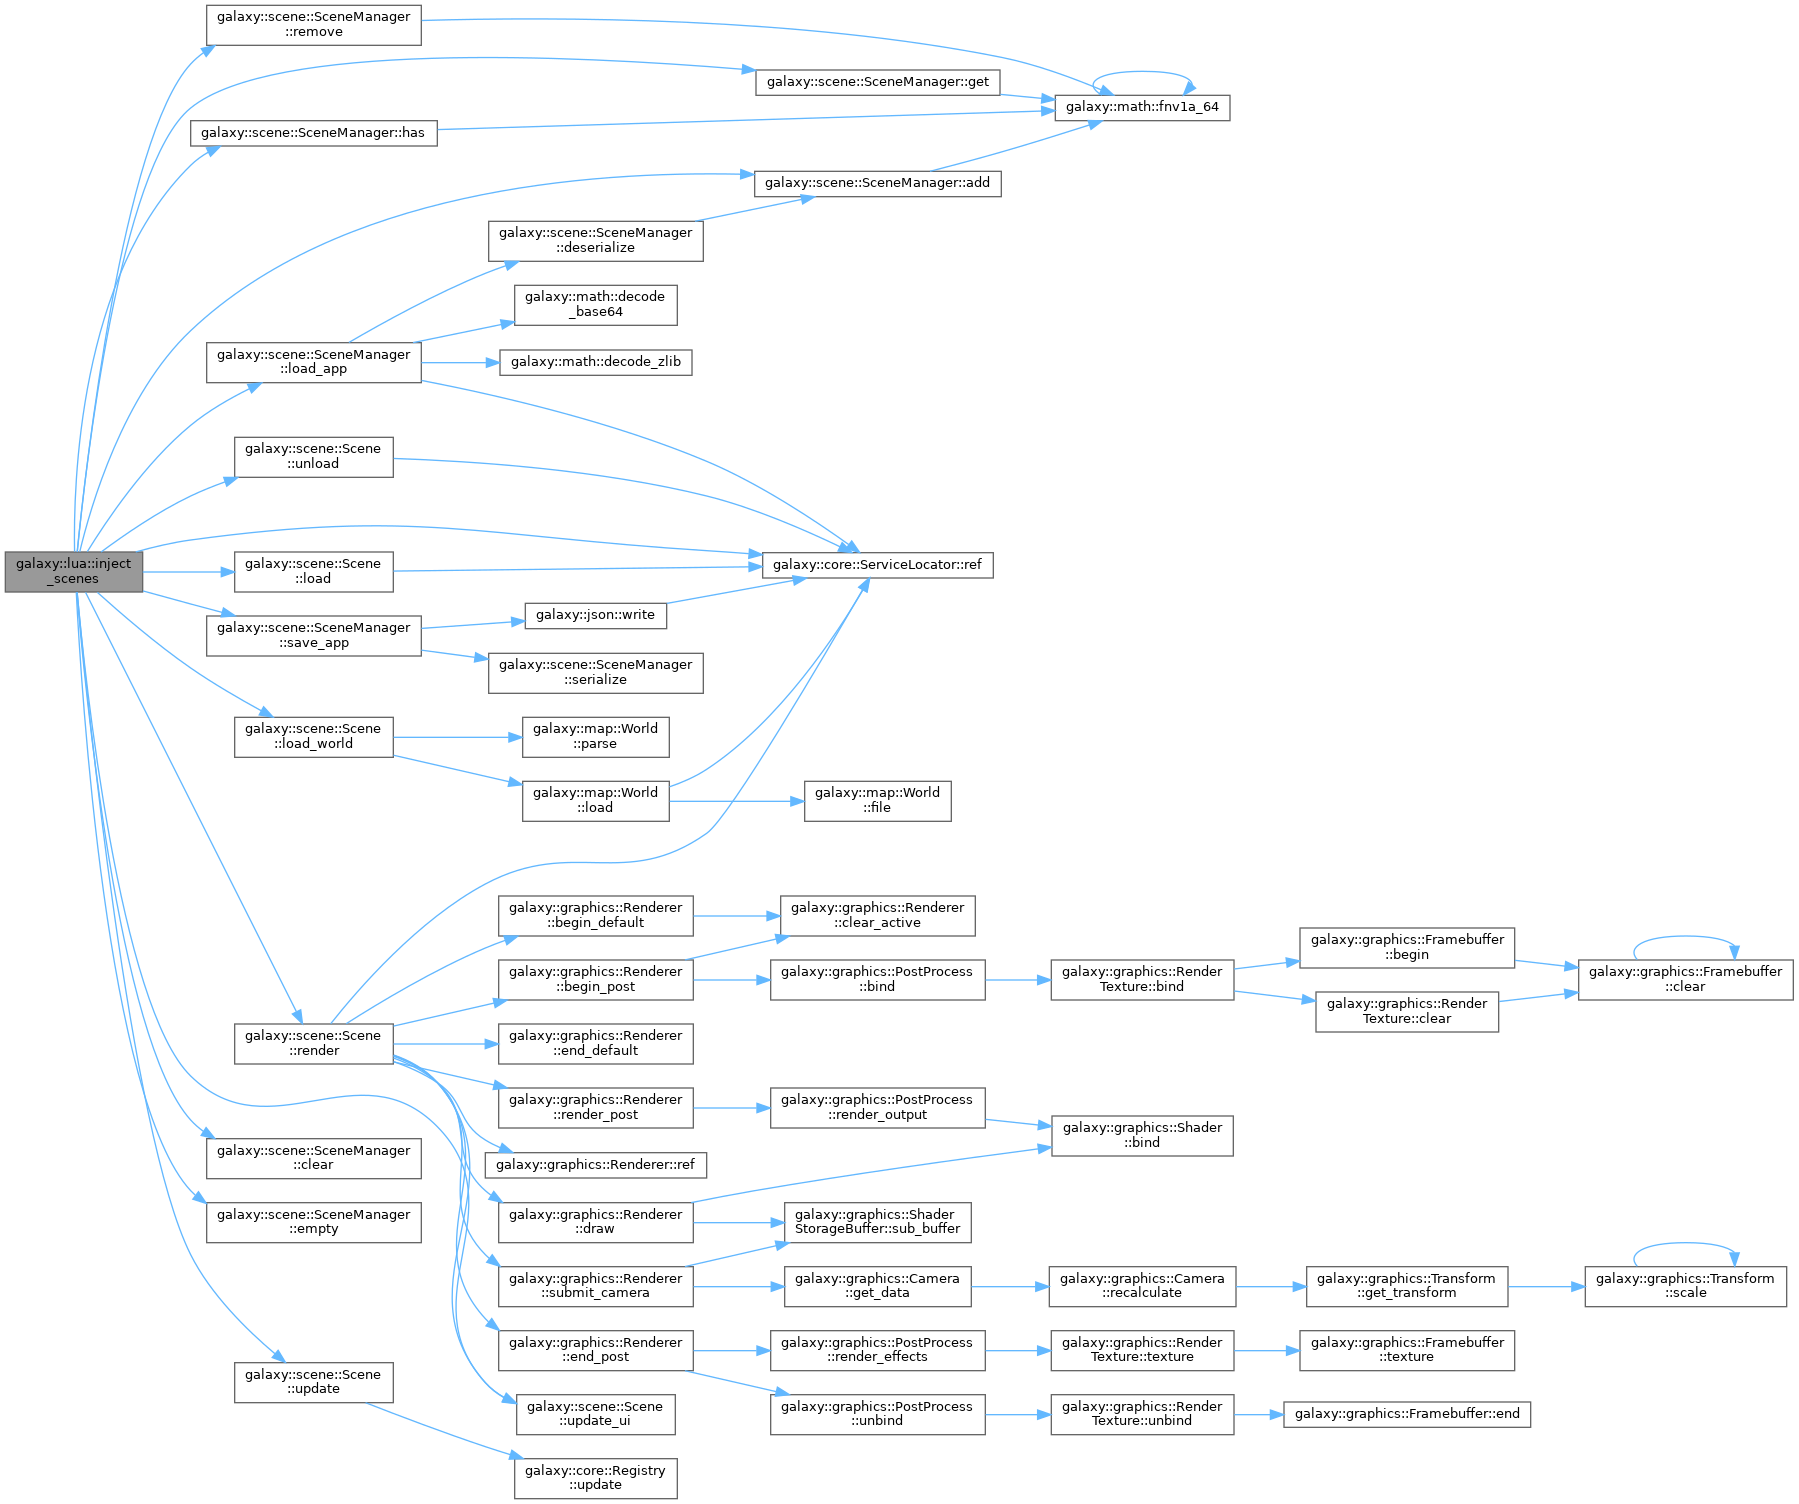 galaxy::scene::SceneManager
::remove
galaxy::scene::SceneManager::get
galaxy::math::fnv1a_64
galaxy::scene::SceneManager::has
galaxy::scene::SceneManager::add
galaxy::scene::SceneManager
::deserialize
galaxy::math::decode
_base64
galaxy::scene::SceneManager
::load_app
galaxy::math::decode_zlib
galaxy::scene::Scene
::unload
galaxy::lua::inject
_scenes
galaxy::scene::Scene
::load
galaxy::core::ServiceLocator::ref
galaxy::json::write
galaxy::scene::SceneManager
::save_app
galaxy::scene::SceneManager
::serialize
galaxy::scene::Scene
::load_world
galaxy::map::World
::parse
galaxy::map::World
::load
galaxy::map::World
::file
galaxy::graphics::Renderer
::begin_default
galaxy::graphics::Renderer
::clear_active
galaxy::graphics::Renderer
::begin_post
galaxy::graphics::PostProcess
::bind
galaxy::graphics::Render
Texture::bind
galaxy::graphics::Framebuffer
::begin
galaxy::graphics::Render
Texture::clear
galaxy::graphics::Framebuffer
::clear
galaxy::scene::Scene
::render
galaxy::graphics::Renderer
::end_default
galaxy::graphics::Renderer
::render_post
galaxy::graphics::PostProcess
::render_output
galaxy::graphics::Shader
::bind
galaxy::scene::SceneManager
::clear
galaxy::graphics::Renderer::ref
galaxy::scene::SceneManager
::empty
galaxy::graphics::Renderer
::draw
galaxy::graphics::Shader
StorageBuffer::sub_buffer
galaxy::graphics::Renderer
::submit_camera
galaxy::graphics::Camera
::get_data
galaxy::graphics::Camera
::recalculate
galaxy::graphics::Transform
::get_transform
galaxy::graphics::Transform
::scale
galaxy::graphics::Renderer
::end_post
galaxy::graphics::PostProcess
::render_effects
galaxy::graphics::Render
Texture::texture
galaxy::graphics::Framebuffer
::texture
galaxy::scene::Scene
::update
galaxy::scene::Scene
::update_ui
galaxy::graphics::PostProcess
::unbind
galaxy::graphics::Render
Texture::unbind
galaxy::graphics::Framebuffer::end
galaxy::core::Registry
::update